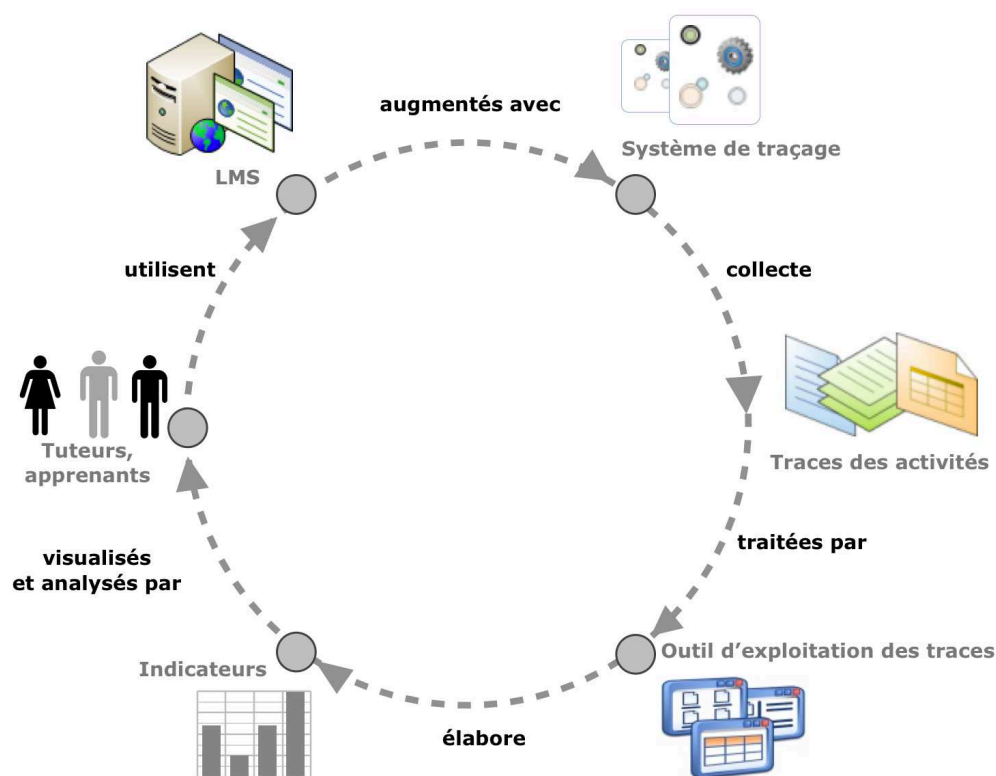 augmentés avec
Système de traçage
LMS
utilisent
collecte
Tuteurs,
apprenants
Traces des activités
visualisés
et analysés par
traitées par
Indicateurs
Outil d’exploitation des traces
élabore